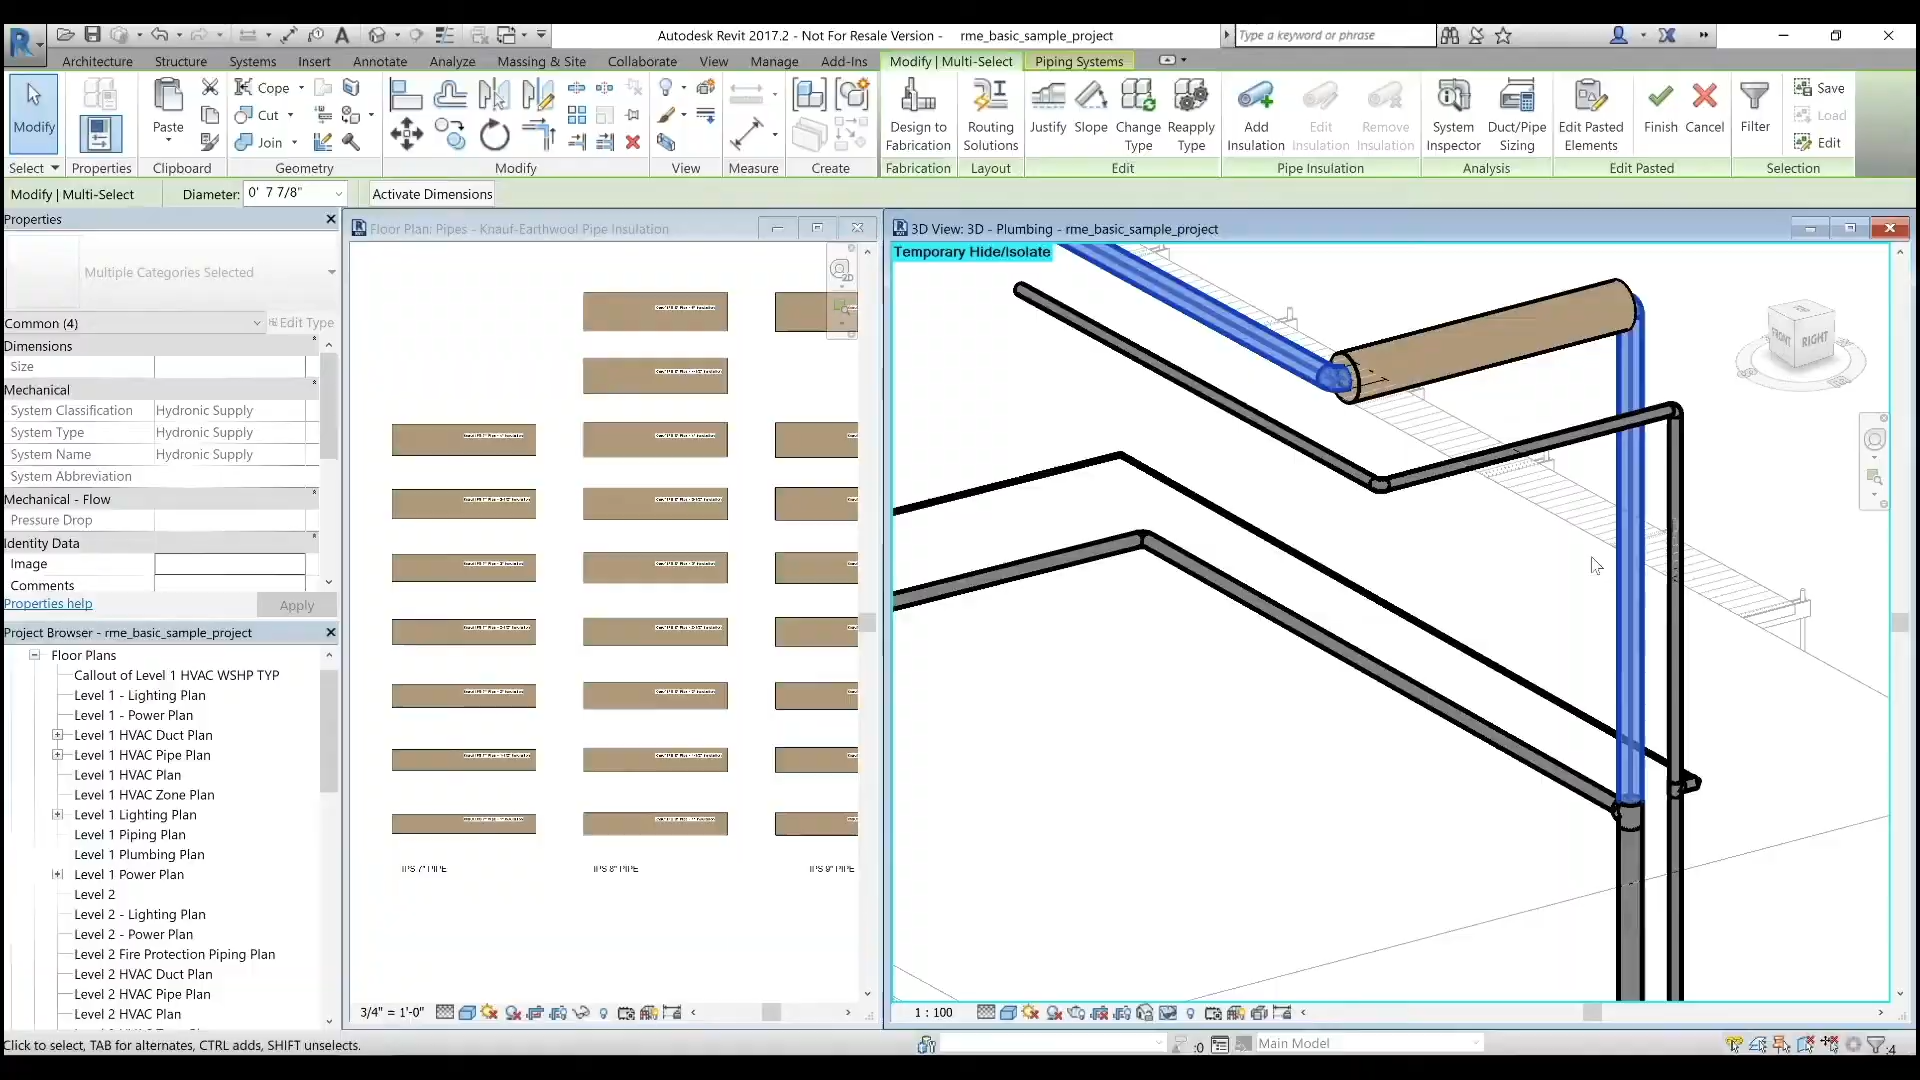 Autodesk Revit 2017.2 - Not For Resale Version - rme_basic_sample_project
Type a keyword or phrase
Architecture Structure Systems Insert Annotate Analyze Massing & Site Collaborate View Manage Add-Ins Modify | Multi-Select Piping Systems
Modify
Paste
Cope
Cut
Join
Design to Fabrication
Routing Solutions
Justify
Slope
Change Type
Reapply Type
Add Insulation
Edit Insulation
Remove Insulation
System Inspector
Duct/Pipe Sizing
Edit Pasted Elements
Finish
Cancel
Filter
Save
Load
Edit
Select Properties Clipboard Geometry Modify View Measure Create Fabrication Layout Edit Pipe Insulation Analysis Edit Pasted Selection
Modify | Multi-Select Diameter: 0' 7 7/8" Activate Dimensions
Properties
Multiple Categories Selected
Common (4) Edit Type
Dimensions
Size
Mechanical
System Classification Hydronic Supply
System Type Hydronic Supply
System Name Hydronic Supply
System Abbreviation
Mechanical - Flow
Pressure Drop
Identity Data
Image
Comments
Properties help Apply
Project Browser - rme_basic_sample_project
Floor Plans
Callout of Level 1 HVAC WSHP TYP
Level 1 - Lighting Plan
Level 1 - Power Plan
Level 1 HVAC Duct Plan
Level 1 HVAC Pipe Plan
Level 1 HVAC Plan
Level 1 HVAC Zone Plan
Level 1 Lighting Plan
Level 1 Piping Plan
Level 1 Plumbing Plan
Level 1 Power Plan
Level 2
Level 2 - Lighting Plan
Level 2 - Power Plan
Level 2 Fire Protection Piping Plan
Level 2 HVAC Duct Plan
Level 2 HVAC Pipe Plan
Level 2 HVAC Plan
Floor Plan: Pipes - Knauf-Earthwool Pipe Insulation
2D
IPS 7" PIPE
IPS 8" PIPE
IPS 9" PIPE
3/4" = 1'-0"
3D View: 3D - Plumbing - rme_basic_sample_project
Temporary Hide/Isolate
FRONT
RIGHT
1 : 100
Click to select, TAB for alternates, CTRL adds, SHIFT unselects.
:0
Main Model
:4